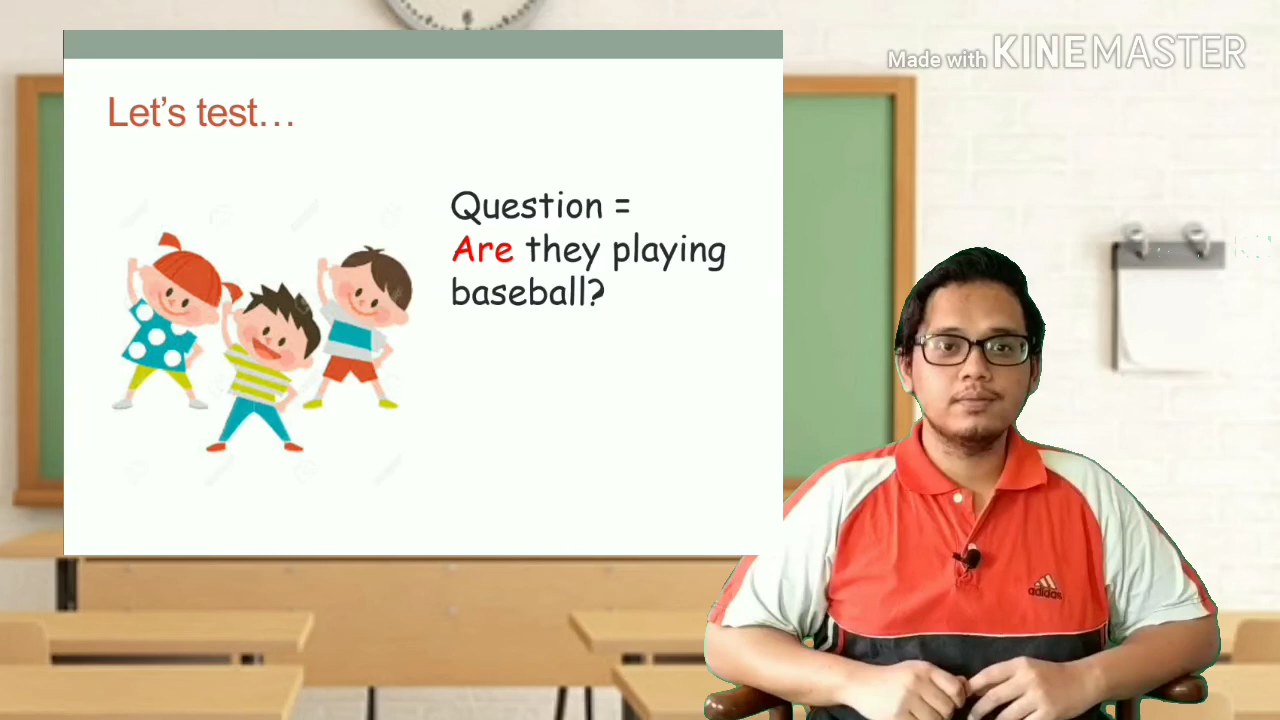 Made with KINEMASTER
Let's test...
Question =
Are they playing
baseball?
adidas